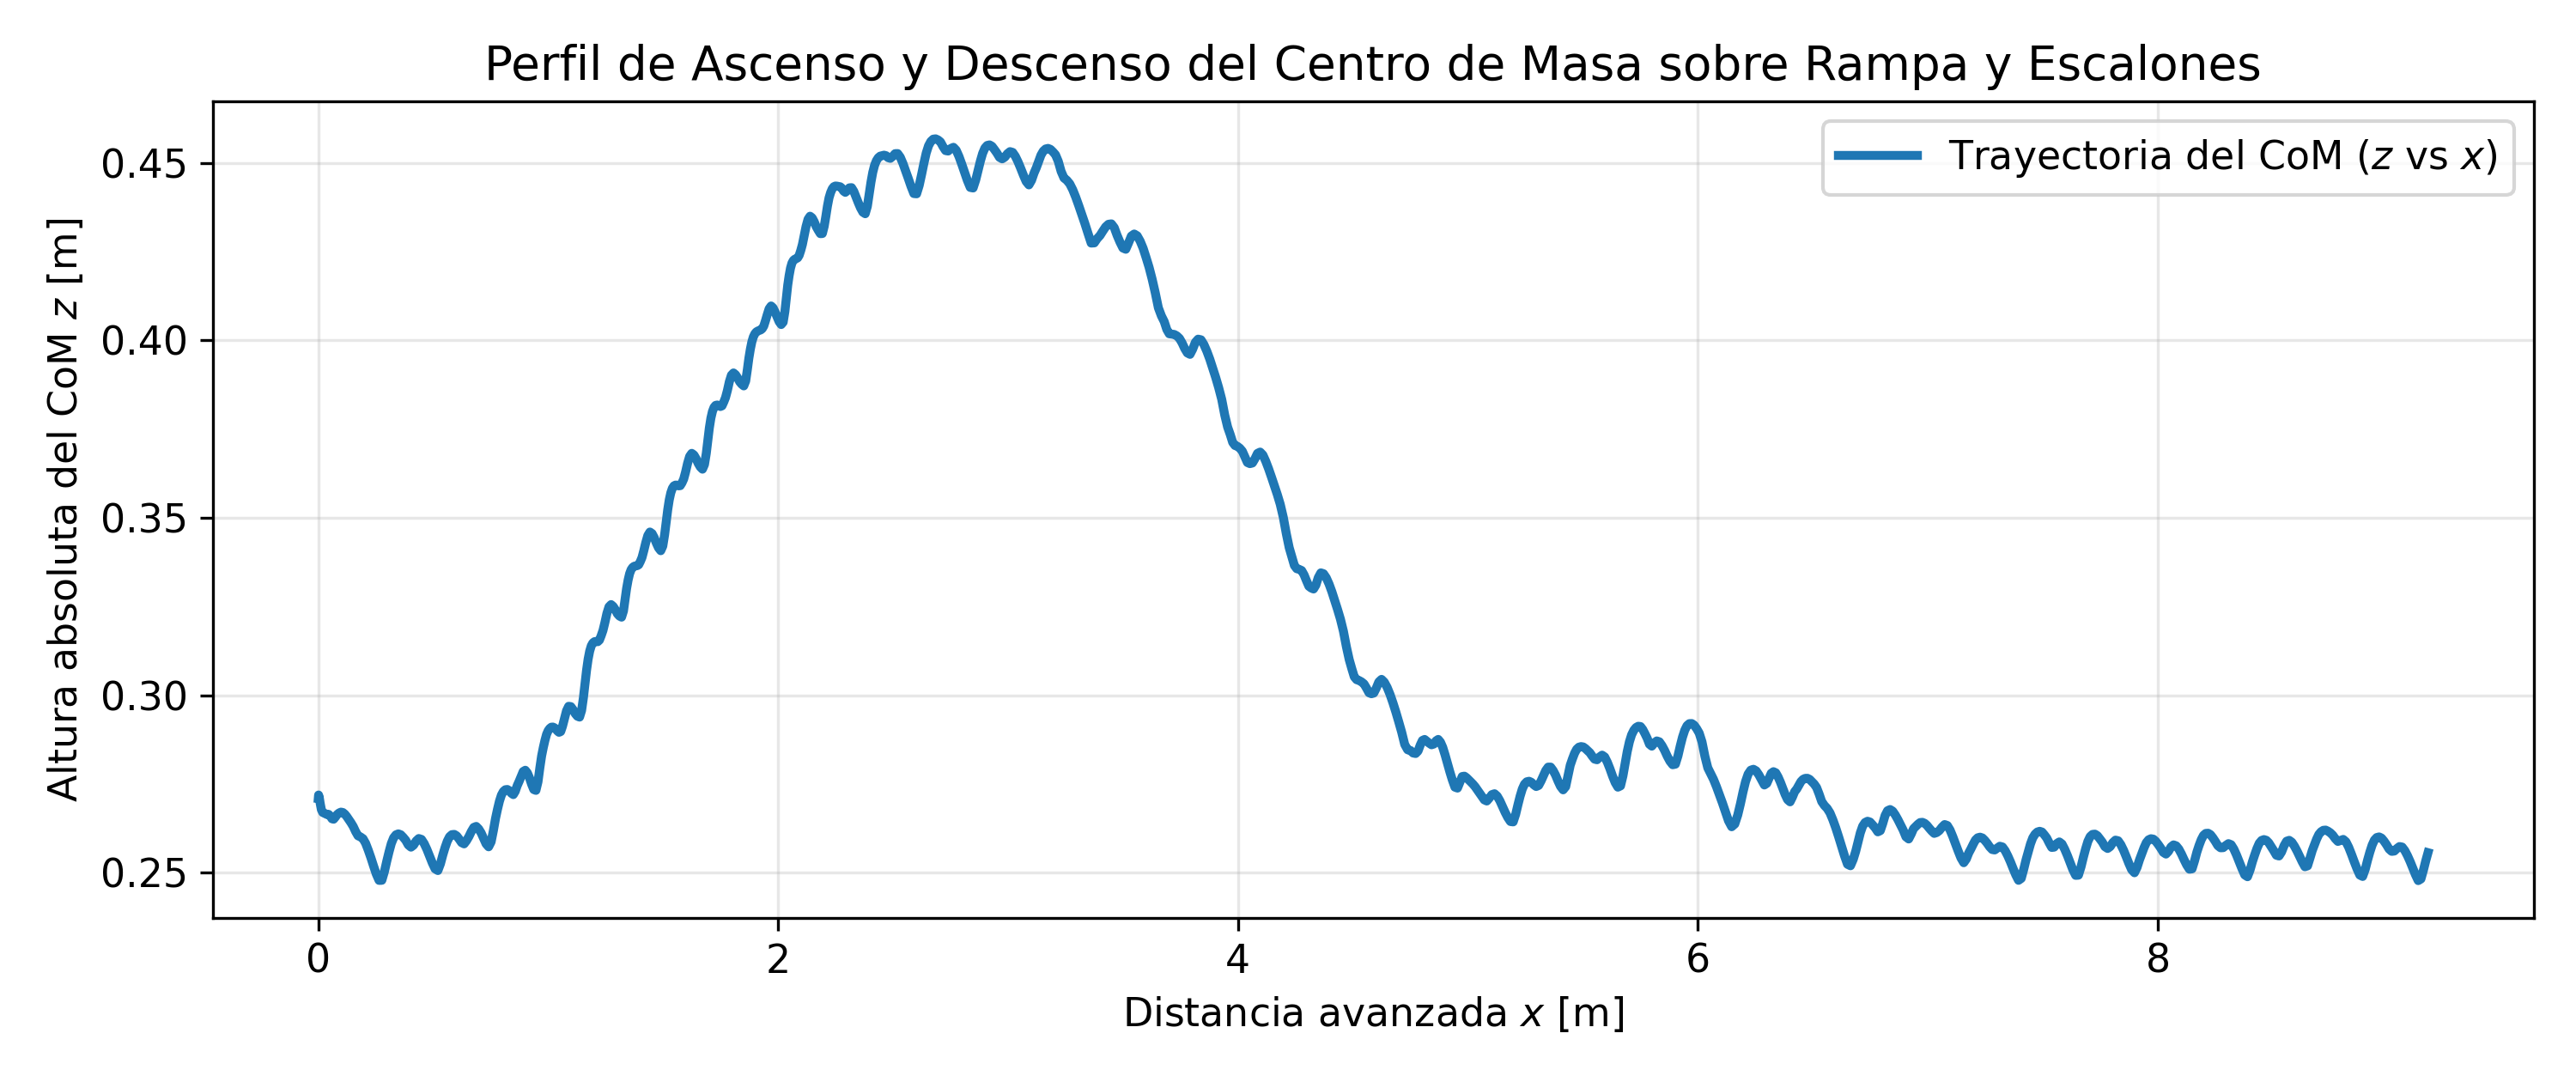 Perfil de Ascenso y Descenso del Centro de Masa sobre Rampa y Escalones
Trayectoria del CoM (z vs x)
Altura absoluta del CoM z [m]
0.45
0.40
0.35
0.30
0.25
0 2 4 6 8
Distancia avanzada x [m]